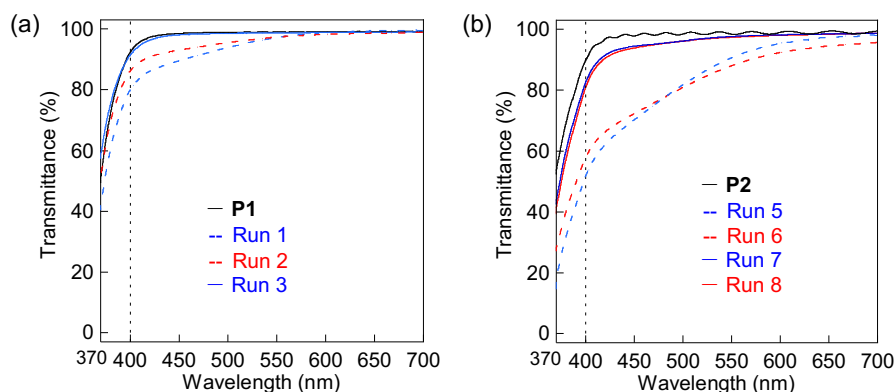 (a)
Transmittance (%)
100
80
60
40
20
0
P1
Run 1
Run 2
Run 3
370 400 450 500 550 600 650 700
Wavelength (nm)
(b)
Transmittance (%)
100
80
60
40
20
0
P2
Run 5
Run 6
Run 7
Run 8
370 400 450 500 550 600 650 700
Wavelength (nm)